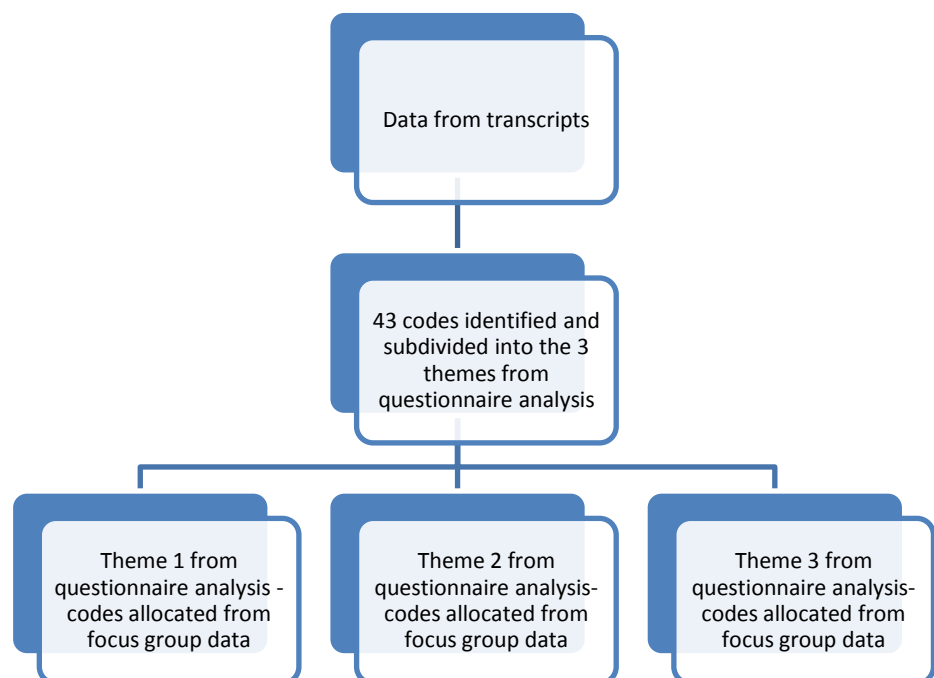 Data from transcripts
43 codes identified and
subdivided into the 3
themes from
questionnaire analysis
Theme 1 from
questionnaire analysis -
codes allocated from
focus group data
Theme 2 from
questionnaire analysis-
codes allocated from
focus group data
Theme 3 from
questionnaire analysis-
codes allocated from
focus group data